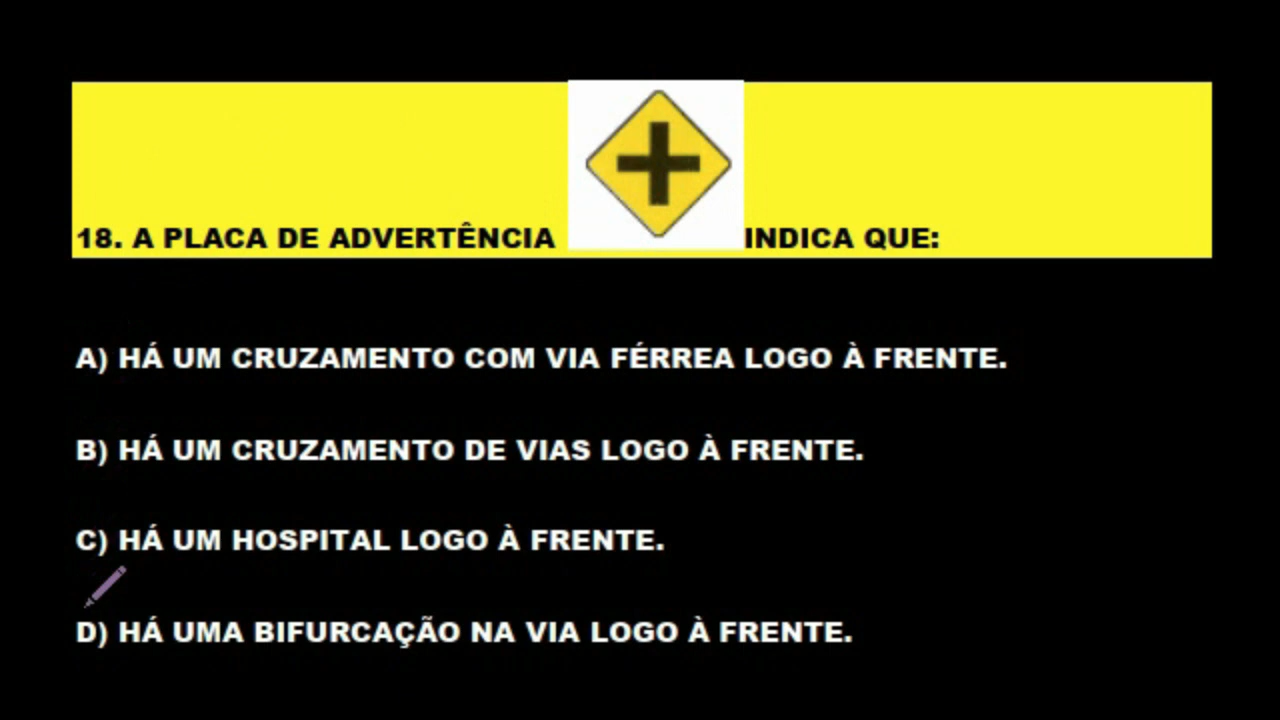 18. A PLACA DE ADVERTÊNCIA INDICA QUE:
A) HÁ UM CRUZAMENTO COM VIA FÉRREA LOGO À FRENTE.
B) HÁ UM CRUZAMENTO DE VIAS LOGO À FRENTE.
C) HÁ UM HOSPITAL LOGO À FRENTE.
D) HÁ UMA BIFURCAÇÃO NA VIA LOGO À FRENTE.